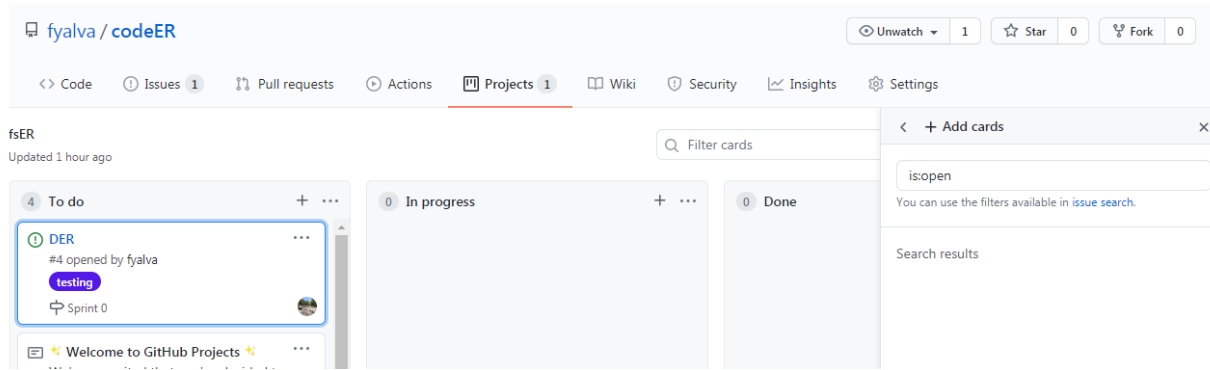 fyalva / codeER
Unwatch 1 Star 0 Fork 0
Code Issues 1 Pull requests Actions Projects 1 Wiki Security Insights Settings
fsER
Updated 1 hour ago
Filter cards
4 To do
DER
#4 opened by fyalva
testing
Sprint 0
✨ Welcome to GitHub Projects ✨
0 In progress
0 Done
Add cards
is:open
You can use the filters available in issue search.
Search results